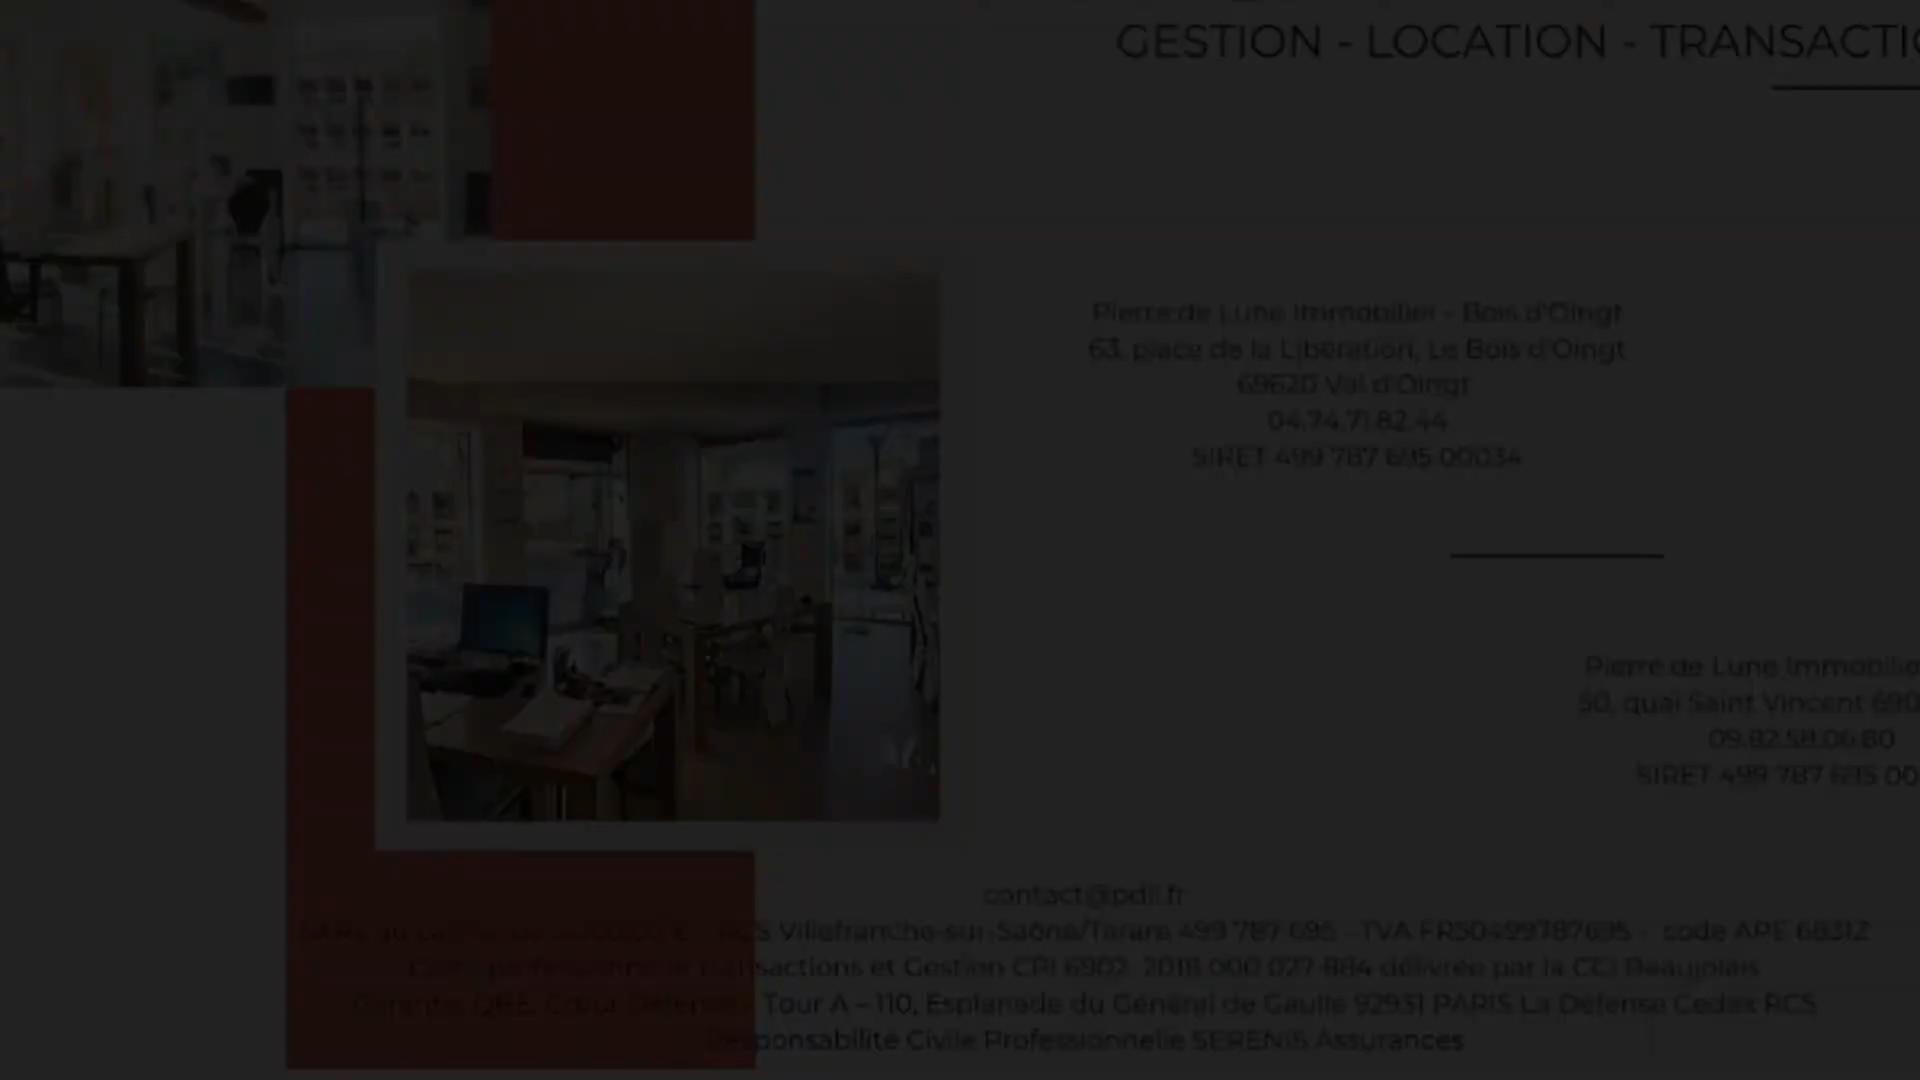 GESTION - LOCATION - TRANSACTIO
Pierre de Lune Immobilier - Bois d'Oingt
63, place de la Libération, Le Bois d'Oingt
69620 Val d'Oingt
04.74.71.82.44
SIRET 499 787 695 00034
Pierre de Lune Immobilie
50, quai Saint Vincent 690
09.82.58.06.80
SIRET 499 787 695 00
contact@pdli.fr
RCS Villefranche-sur-Saône/Tarare 499 787 695 - TVA FR50499787695 - code APE 6831Z
transactions et Gestion CPI 6902 2018 000 027 884 délivrée par la CCI Beaujolais
Garantie QBE, Cœur Défense - Tour A – 110, Esplanade du Général de Gaulle 92931 PARIS La Défense Cedex RCS
Responsabilité Civile Professionnelle SERENIS Assurances